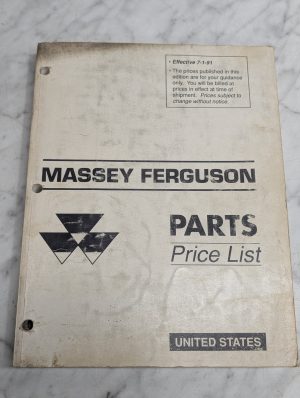 • Effective 7-1-91
• The prices published in this
edition are for your guidance
only. You will be billed at
prices in effect at time of
shipment. Prices subject to
change without notice.
MASSEY FERGUSON
PARTS
Price List
UNITED STATES